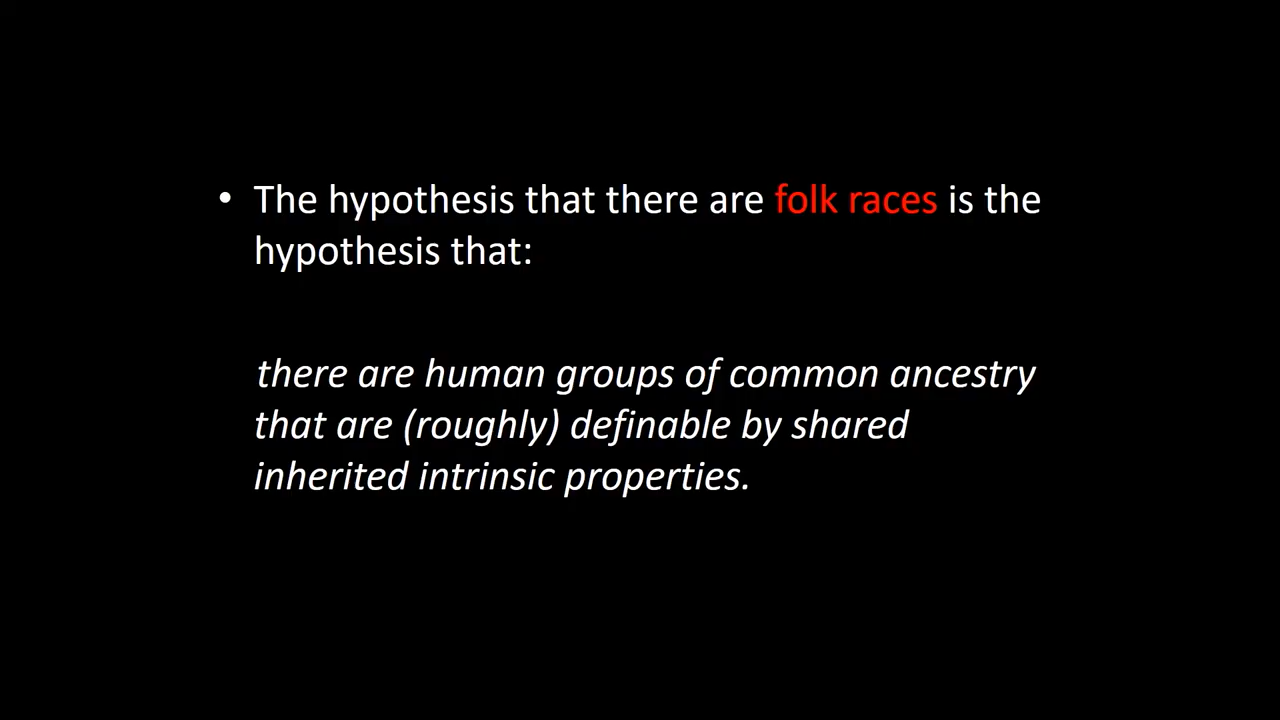 • The hypothesis that there are folk races is the
hypothesis that:
there are human groups of common ancestry
that are (roughly) definable by shared
inherited intrinsic properties.